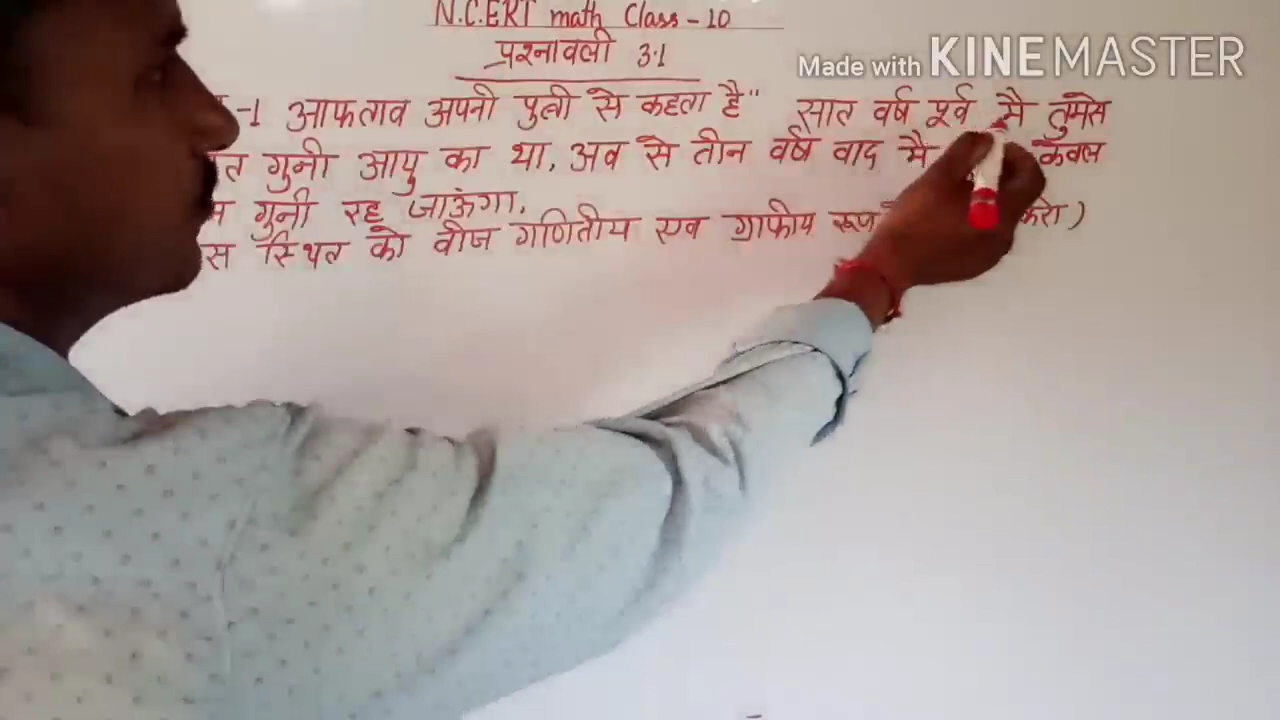 N.C.ERT math Class - 10
प्रश्नावली 3.1
Made with KINEMASTER
-1 आफताव अपनी पुत्री से कहता है" सात वर्ष पूर्व मै तुमसे
गुनी आयु का था, अब से तीन वर्ष वाद मै केवल
गुनी रह जाऊंगा.
स्थित को वीज गणितीय एव ग्राफीय